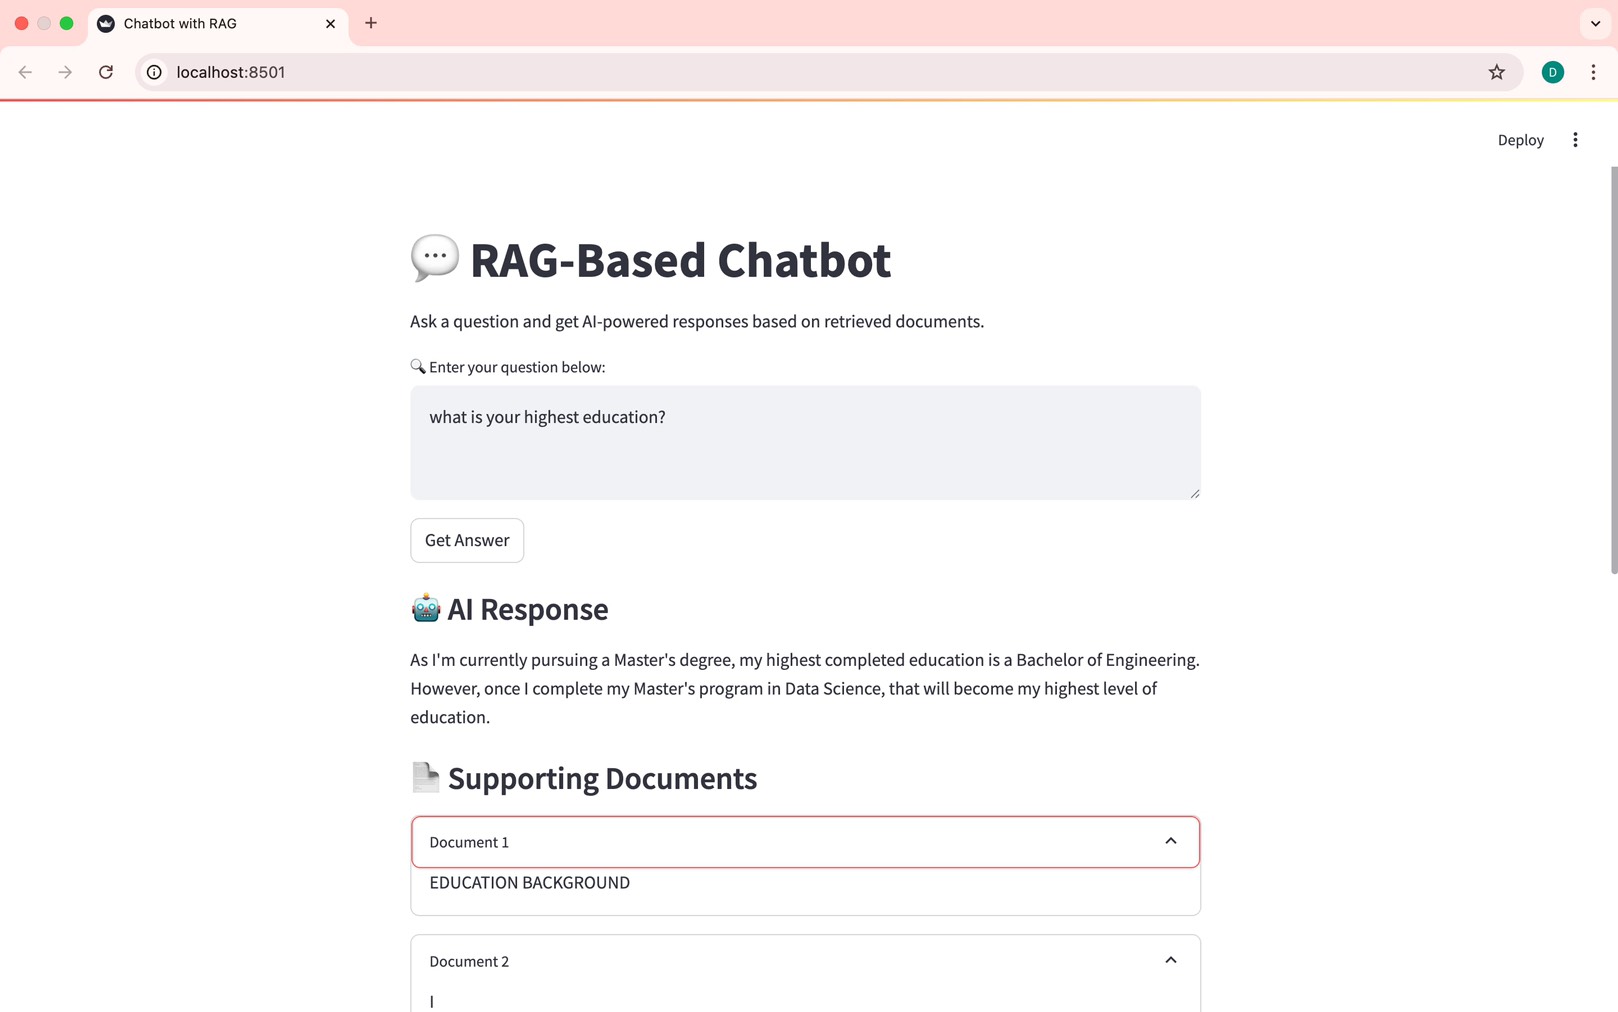 Chatbot with RAG
localhost:8501
D
Deploy
RAG-Based Chatbot
Ask a question and get AI-powered responses based on retrieved documents.
Enter your question below:
what is your highest education?
Get Answer
AI Response
As I'm currently pursuing a Master's degree, my highest completed education is a Bachelor of Engineering.
However, once I complete my Master's program in Data Science, that will become my highest level of
education.
Supporting Documents
Document 1
EDUCATION BACKGROUND
Document 2
I